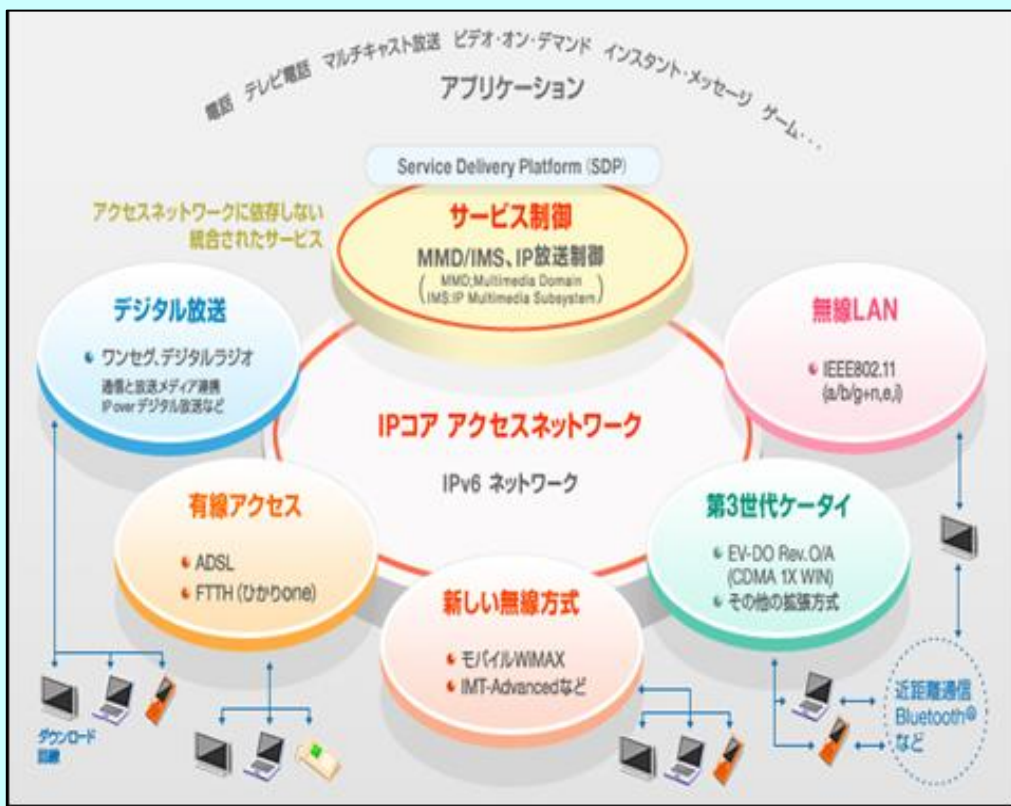 電話 テレビ電話 マルチキャスト放送 ビデオ・オン・デマンド インスタント・メッセージ ゲーム・・・
アプリケーション
Service Delivery Platform (SDP)
アクセスネットワークに依存しない
統合されたサービス
サービス制御
MMD/IMS、IP放送制御
(MMD;Multimedia Domain
IMS:IP Multimedia Subsystem)
デジタル放送
ワンセグ、デジタルラジオ
通信と放送メディア連携
IP over デジタル放送など
無線LAN
IEEE802.11
(a/b/g+n,e,i)
IPコア アクセスネットワーク
IPv6 ネットワーク
有線アクセス
ADSL
FTTH (ひかりone)
第3世代ケータイ
EV-DO Rev.O/A
(CDMA 1X WIN)
その他の拡張方式
新しい無線方式
モバイルWiMAX
IMT-Advancedなど
ダウンロード
回線
近距離通信
Bluetooth®
など